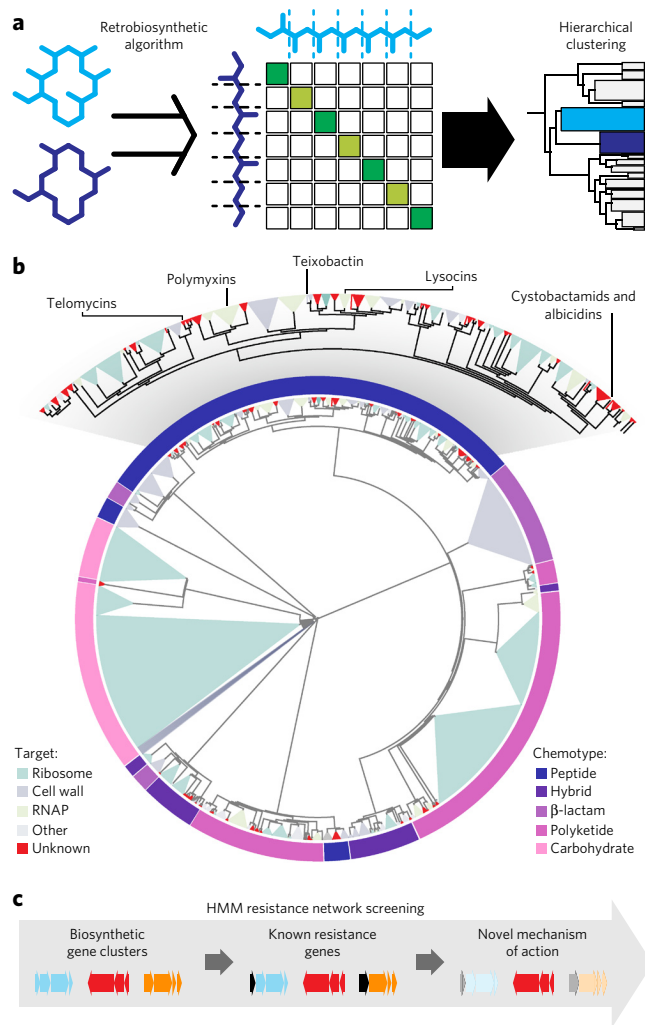 a
Retrobiosynthetic
algorithm
Hierarchical
clustering
b
Teixobactin
Polymyxins
Lysocins
Telomycins
Cystobactamids and
albicidins
Target:
Ribosome
Cell wall
RNAP
Other
Unknown
Chemotype:
Peptide
Hybrid
β-lactam
Polyketide
Carbohydrate
c
HMM resistance network screening
Biosynthetic
gene clusters
Known resistance
genes
Novel mechanism
of action